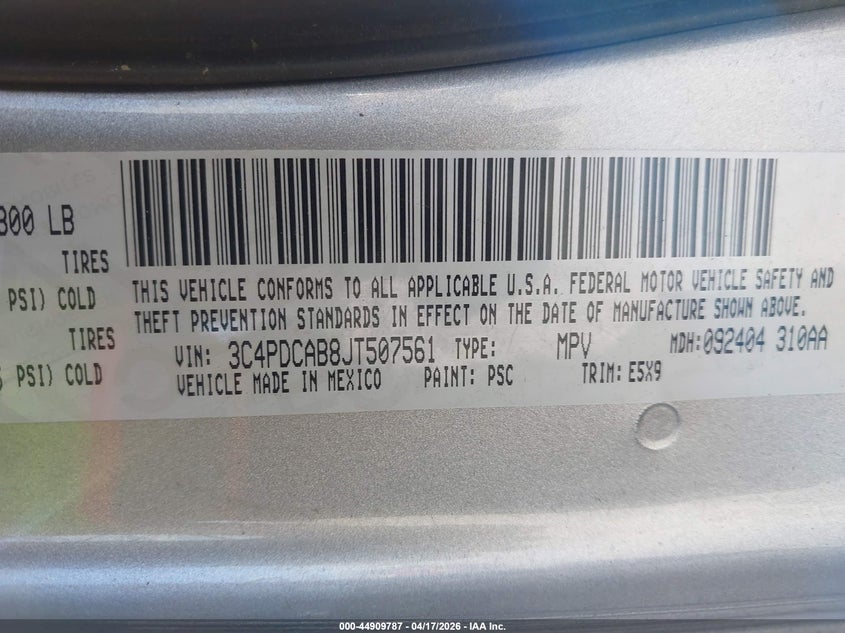 300 LB
TIRES
PSI) COLD
TIRES
PSI) COLD
THIS VEHICLE CONFORMS TO ALL APPLICABLE U.S.A. FEDERAL MOTOR VEHICLE SAFETY AND
THEFT PREVENTION STANDARDS IN EFFECT ON THE DATE OF MANUFACTURE SHOWN ABOVE.
VIN: 3C4PDCAB8JT507561 TYPE: MPV MDH:092404 310AA
VEHICLE MADE IN MEXICO PAINT: PSC TRIM: E5X9
000-44909787 - 04/17/2026 - IAA Inc.